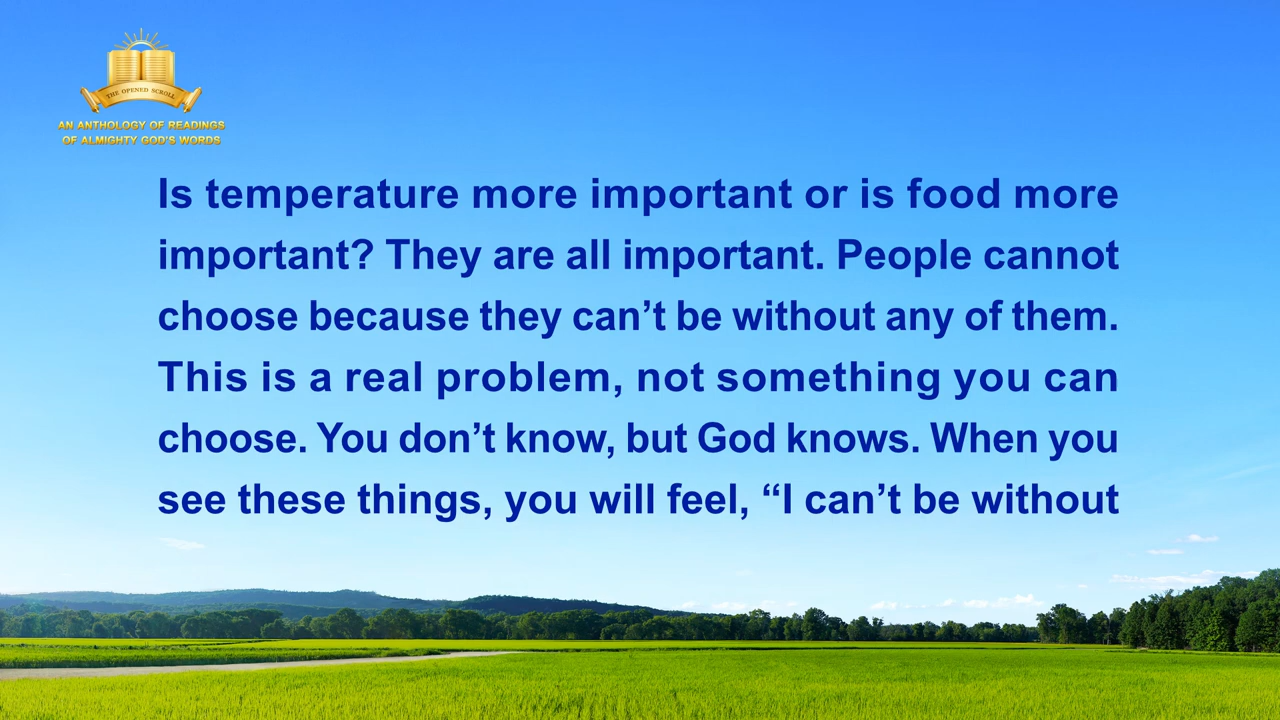 THE OPENED SCROLL
AN ANTHOLOGY OF READINGS
OF ALMIGHTY GOD'S WORDS
Is temperature more important or is food more
important? They are all important. People cannot
choose because they can’t be without any of them.
This is a real problem, not something you can
choose. You don’t know, but God knows. When you
see these things, you will feel, “I can’t be without